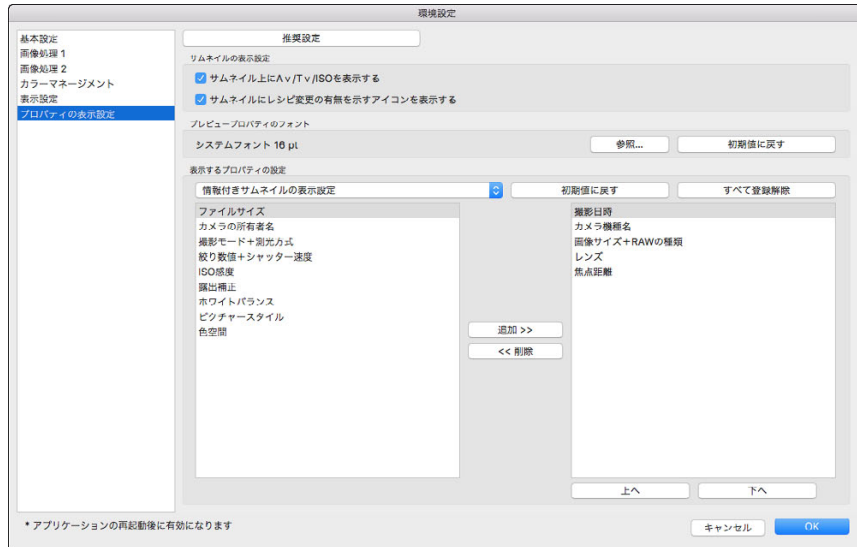 環境設定
基本設定
画像処理 1
画像処理 2
カラーマネージメント
表示設定
プロパティの表示設定
推奨設定
サムネイルの表示設定
サムネイル上にAv/Tv/ISOを表示する
サムネイルにレシピ変更の有無を示すアイコンを表示する
プレビュープロパティのフォント
システムフォント 16 pt.
参照...
初期値に戻す
表示するプロパティの設定
情報付きサムネイルの表示設定
初期値に戻す
すべて登録解除
ファイルサイズ
カメラの所有者名
撮影モード+測光方式
絞り数値+シャッター速度
ISO感度
露出補正
ホワイトバランス
ピクチャースタイル
色空間
追加 >>
<< 削除
撮影日時
カメラ機種名
画像サイズ+RAWの種類
レンズ
焦点距離
上へ
下へ
* アプリケーションの再起動後に有効になります
キャンセル
OK